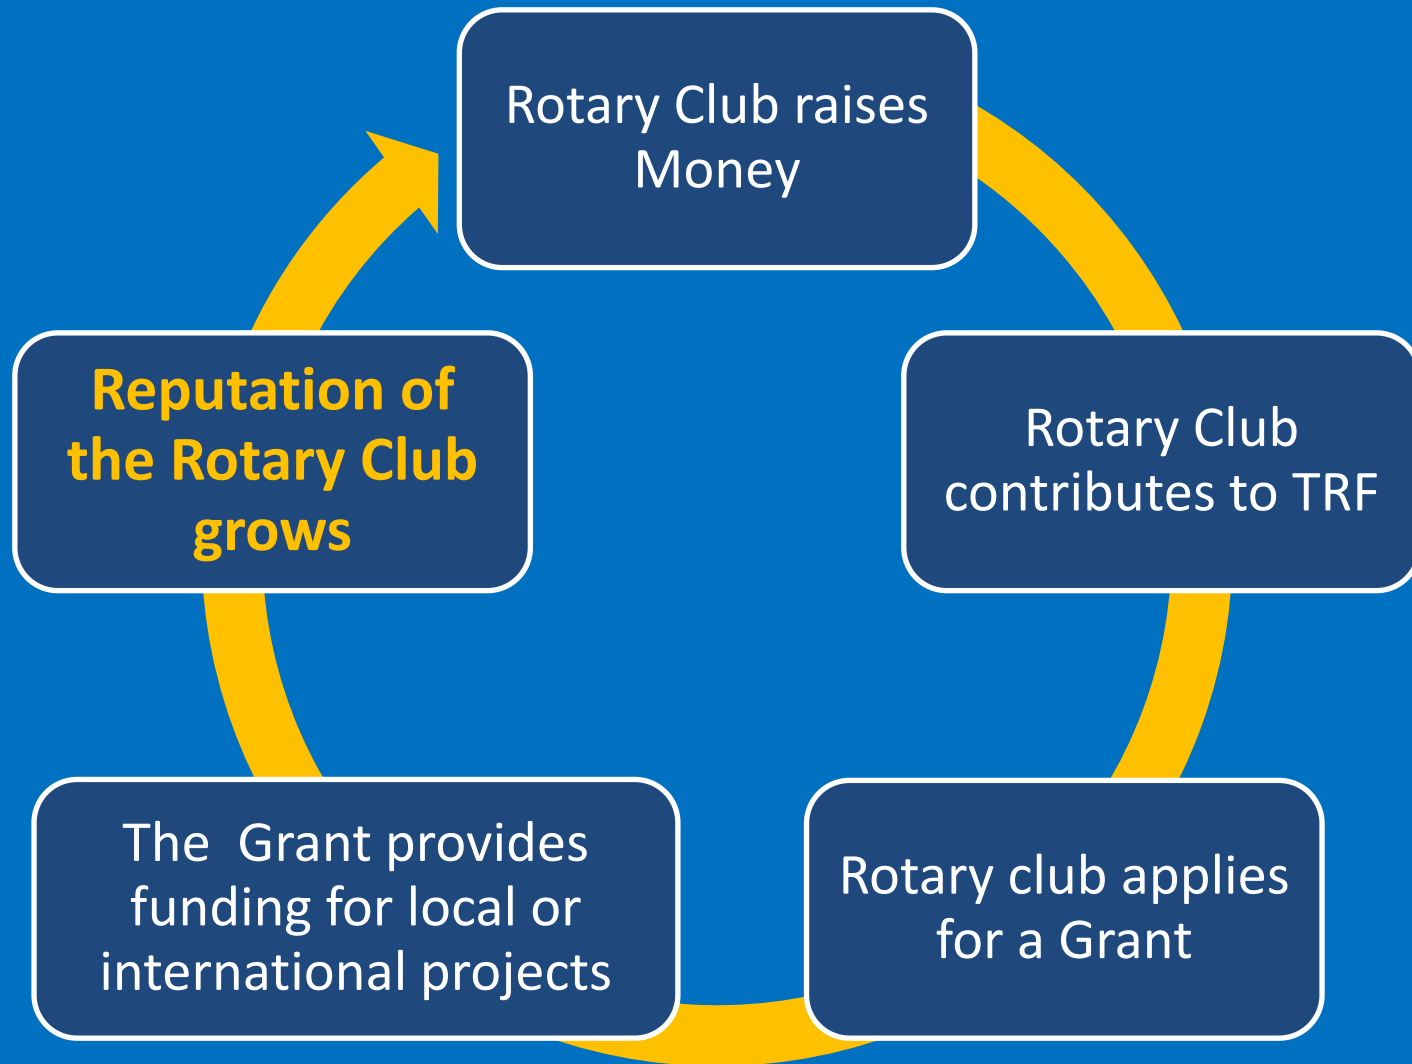 Rotary Club raises
Money
Rotary Club
contributes to TRF
Rotary club applies
for a Grant
The  Grant provides
funding for local or
international projects
Reputation of
the Rotary Club
grows